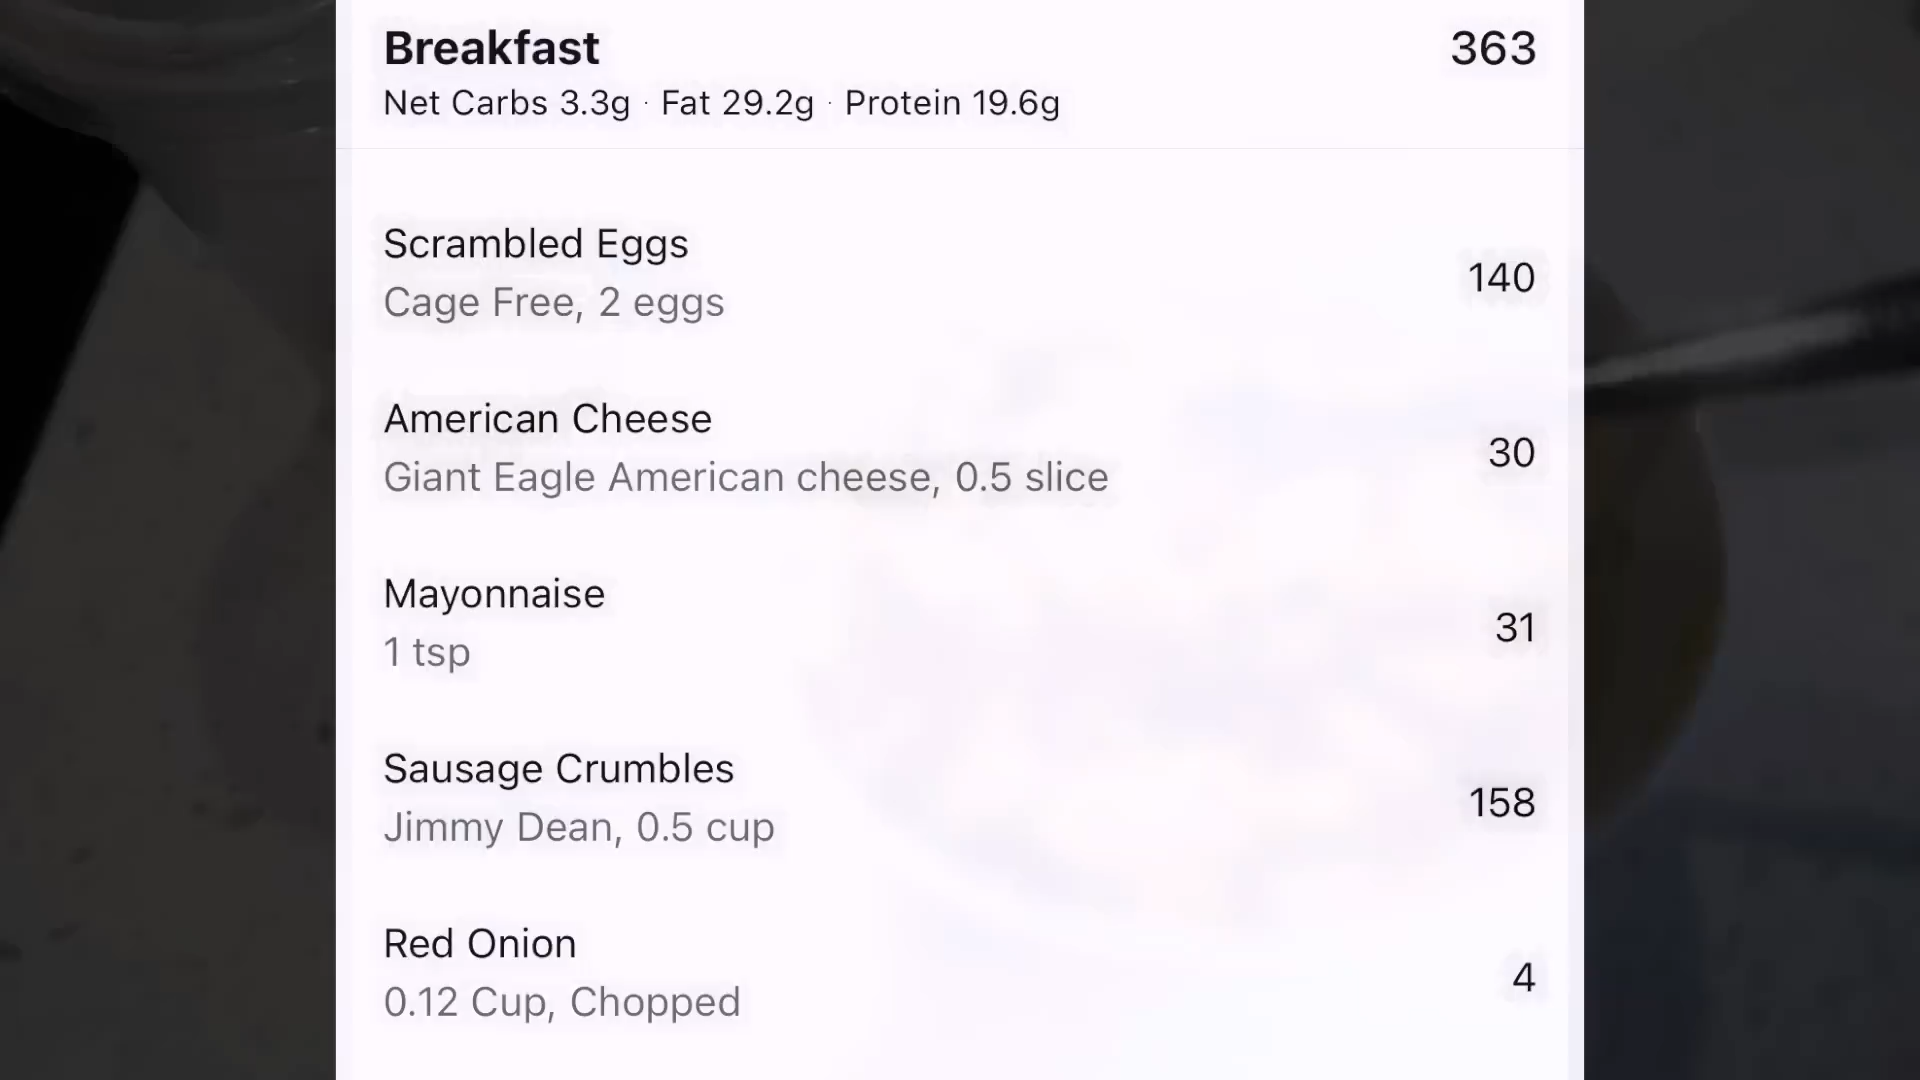 Breakfast 363
Net Carbs 3.3g · Fat 29.2g · Protein 19.6g
Scrambled Eggs
Cage Free, 2 eggs
140
American Cheese
Giant Eagle American cheese, 0.5 slice
30
Mayonnaise
1 tsp
31
Sausage Crumbles
Jimmy Dean, 0.5 cup
158
Red Onion
0.12 Cup, Chopped
4